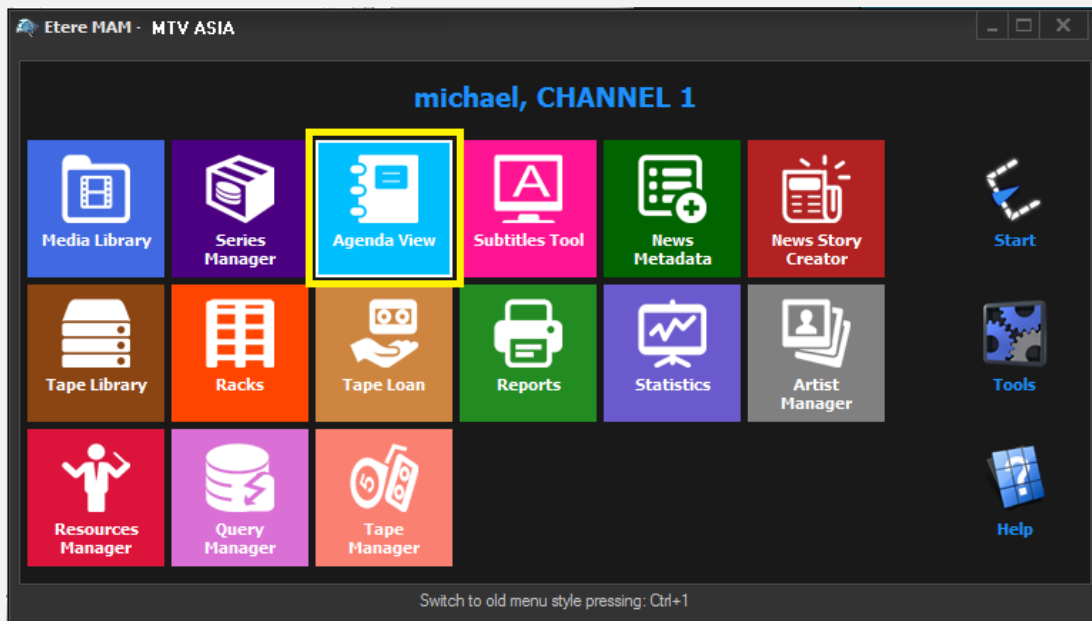 Etere MAM - MTV ASIA
michael, CHANNEL 1
Media Library
Series
Manager
Agenda View
A
Subtitles Tool
News
Metadata
News Story
Creator
Start
Tape Library
Racks
Tape Loan
Reports
Statistics
Artist
Manager
Tools
Resources
Manager
Query
Manager
5
Tape
Manager
?
Help
Switch to old menu style pressing: Ctrl+1